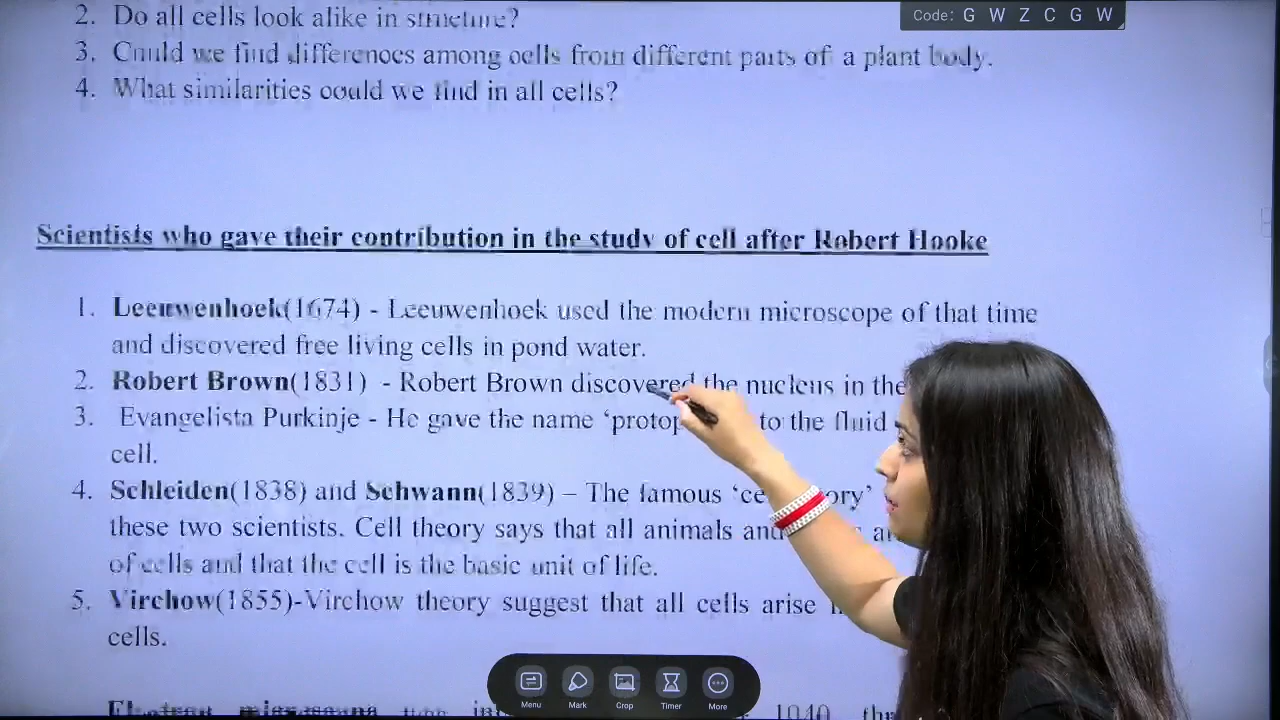 Code: G W Z C G W
2. Do all cells look alike in structure?
3. Could we find differences among cells from different parts of a plant body.
4. What similarities could we find in all cells?
Scientists who gave their contribution in the study of cell after Robert Hooke
1. Leeuwenhoek(1674) - Leeuwenhoek used the modern microscope of that time
and discovered free living cells in pond water.
2. Robert Brown(1831) - Robert Brown discovered the nucleus in the
3. Evangelista Purkinje - He gave the name to the fluid
cell.
4. Schleiden(1838) and Schwann(1839) – The famous
these two scientists. Cell theory says that all animals and
of cells and that the cell is the basic unit of life.
5. Virchow(1855)-Virchow theory suggest that all cells arise
cells.
Menu Mark Crop Timer More